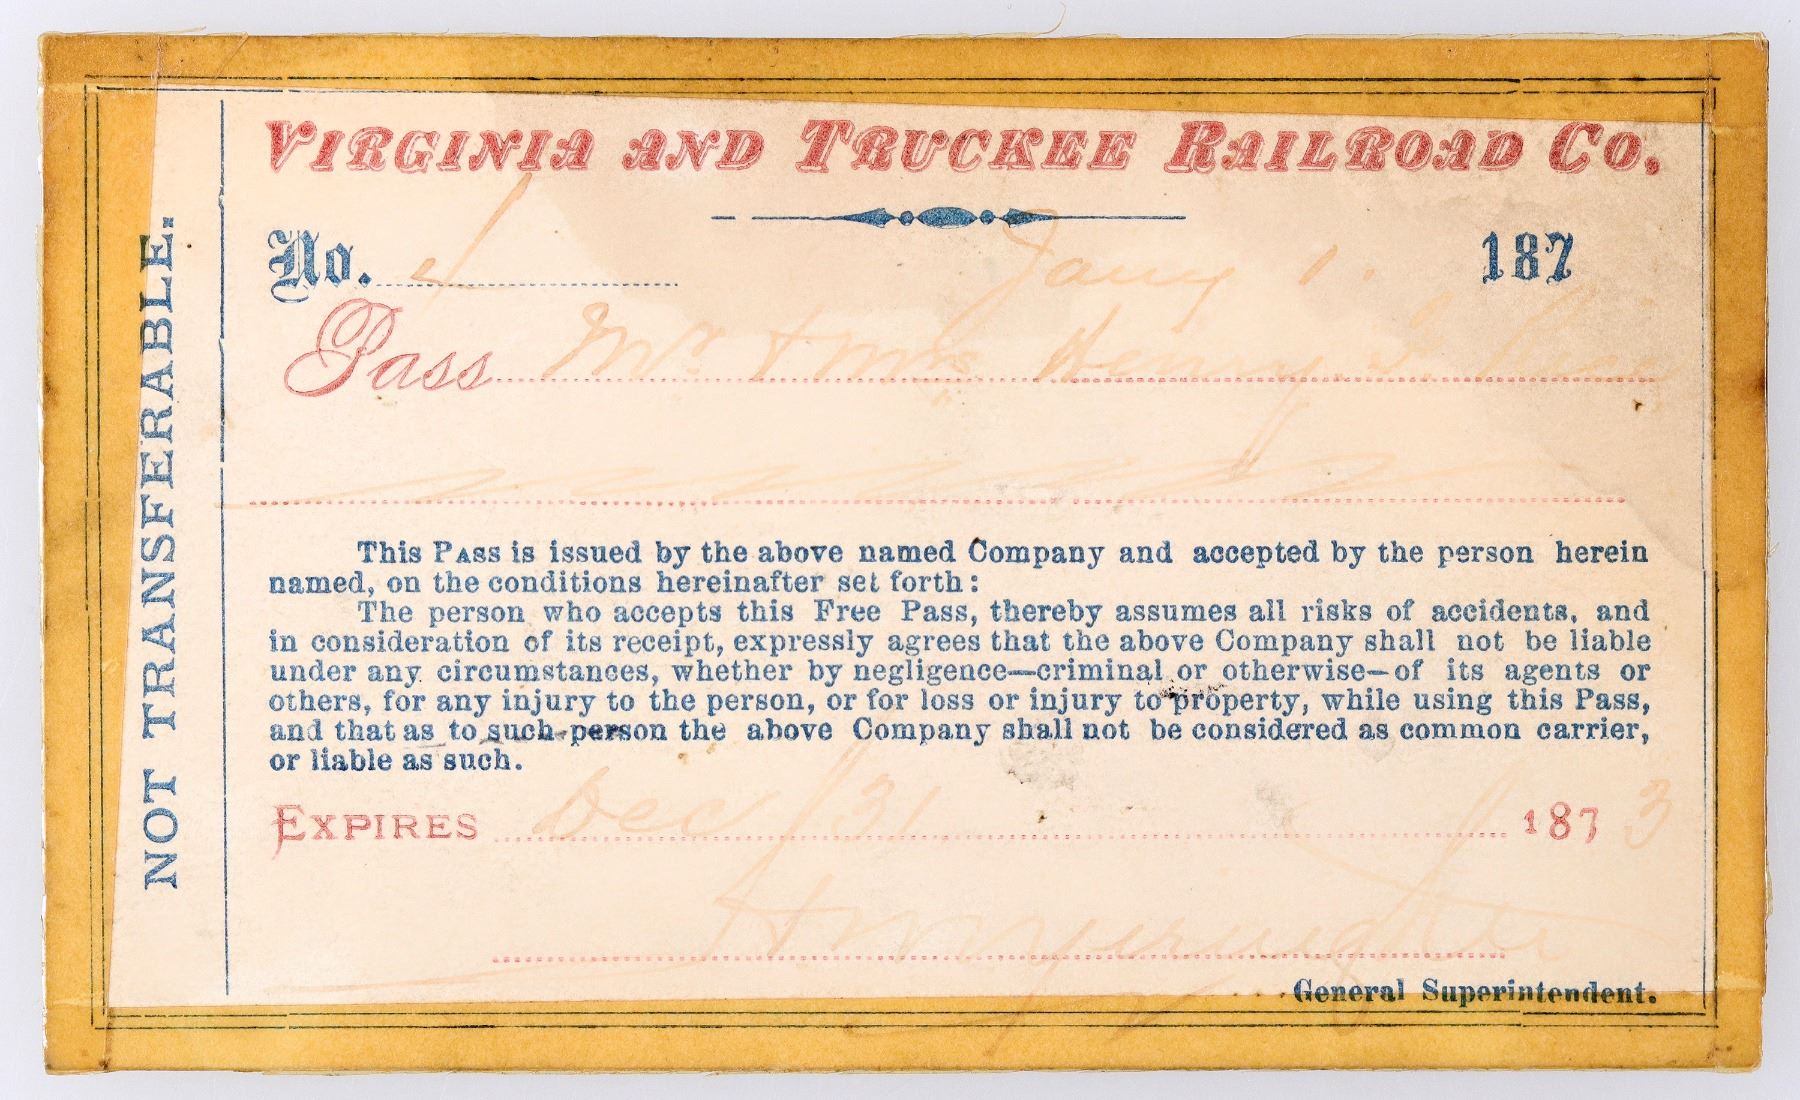 NOT TRANSFERABLE.
VIRGINIA AND TRUCKEE RAILROAD CO.
No. Jany 1. 187
Pass Mr. & Mrs. Henry
This Pass is issued by the above named Company and accepted by the person herein
named, on the conditions hereinafter set forth:
The person who accepts this Free Pass, thereby assumes all risks of accidents, and
in consideration of its receipt, expressly agrees that the above Company shall not be liable
under any circumstances, whether by negligence—criminal or otherwise—of its agents or
others, for any injury to the person, or for loss or injury to property, while using this Pass,
and that as to such person the above Company shall not be considered as common carrier,
or liable as such.
EXPIRES Dec 31, 1873
General Superintendent.